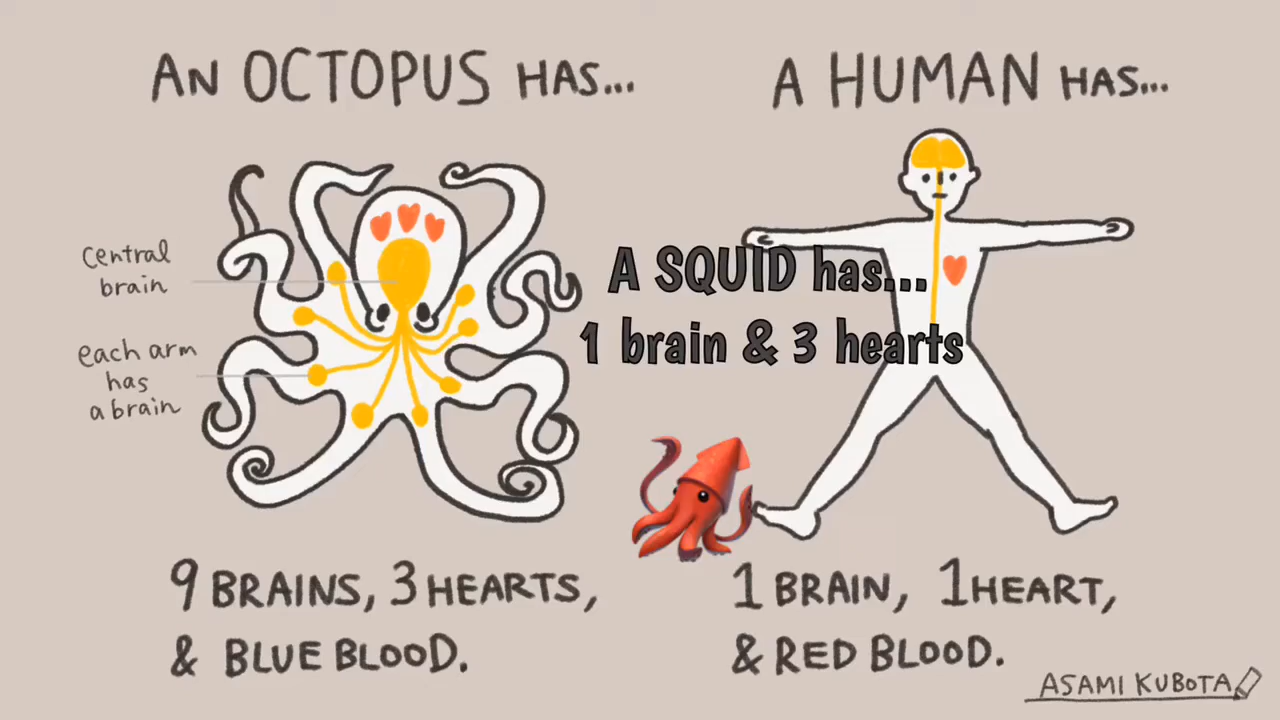 AN OCTOPUS HAS...
A HUMAN HAS...
central
brain
each arm
has
a brain
A SQUID has...
1 brain & 3 hearts
9 BRAINS, 3 HEARTS,
& BLUE BLOOD.
1 BRAIN, 1 HEART,
& RED BLOOD.
ASAMI KUBOTA